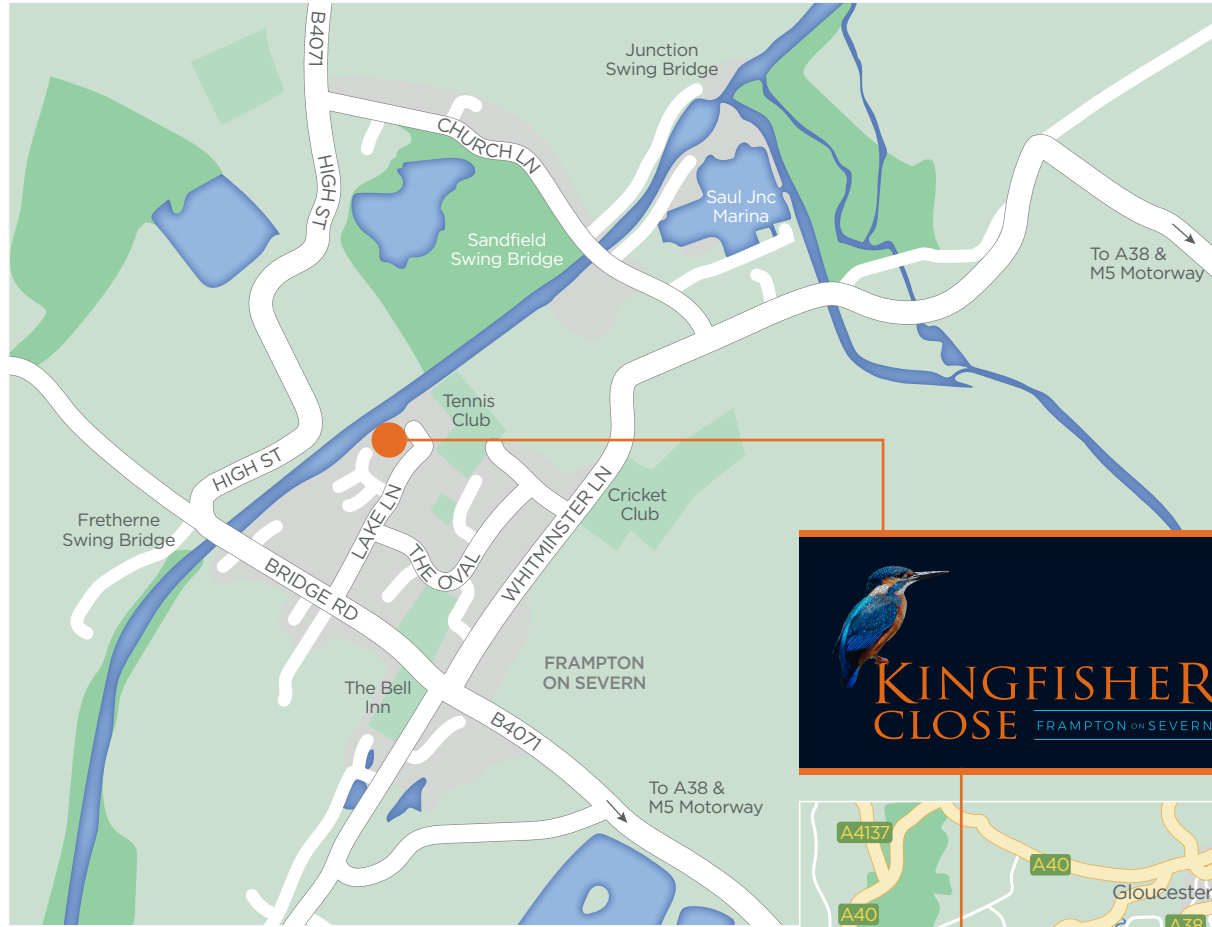 B4071
Junction
Swing Bridge
CHURCH LN
HIGH ST
Saul Jnc
Marina
Sandfield
Swing Bridge
To A38 &
M5 Motorway
Tennis
Club
HIGH ST
Cricket
Club
Fretherne
Swing Bridge
LAKE LN
THE OVAL
WHITMINSTER LN
BRIDGE RD
FRAMPTON
ON SEVERN
The Bell
Inn
B4071
KINGFISHER
CLOSE FRAMPTON ON SEVERN
To A38 &
M5 Motorway
A4137
A40
Gloucester
A40
A38